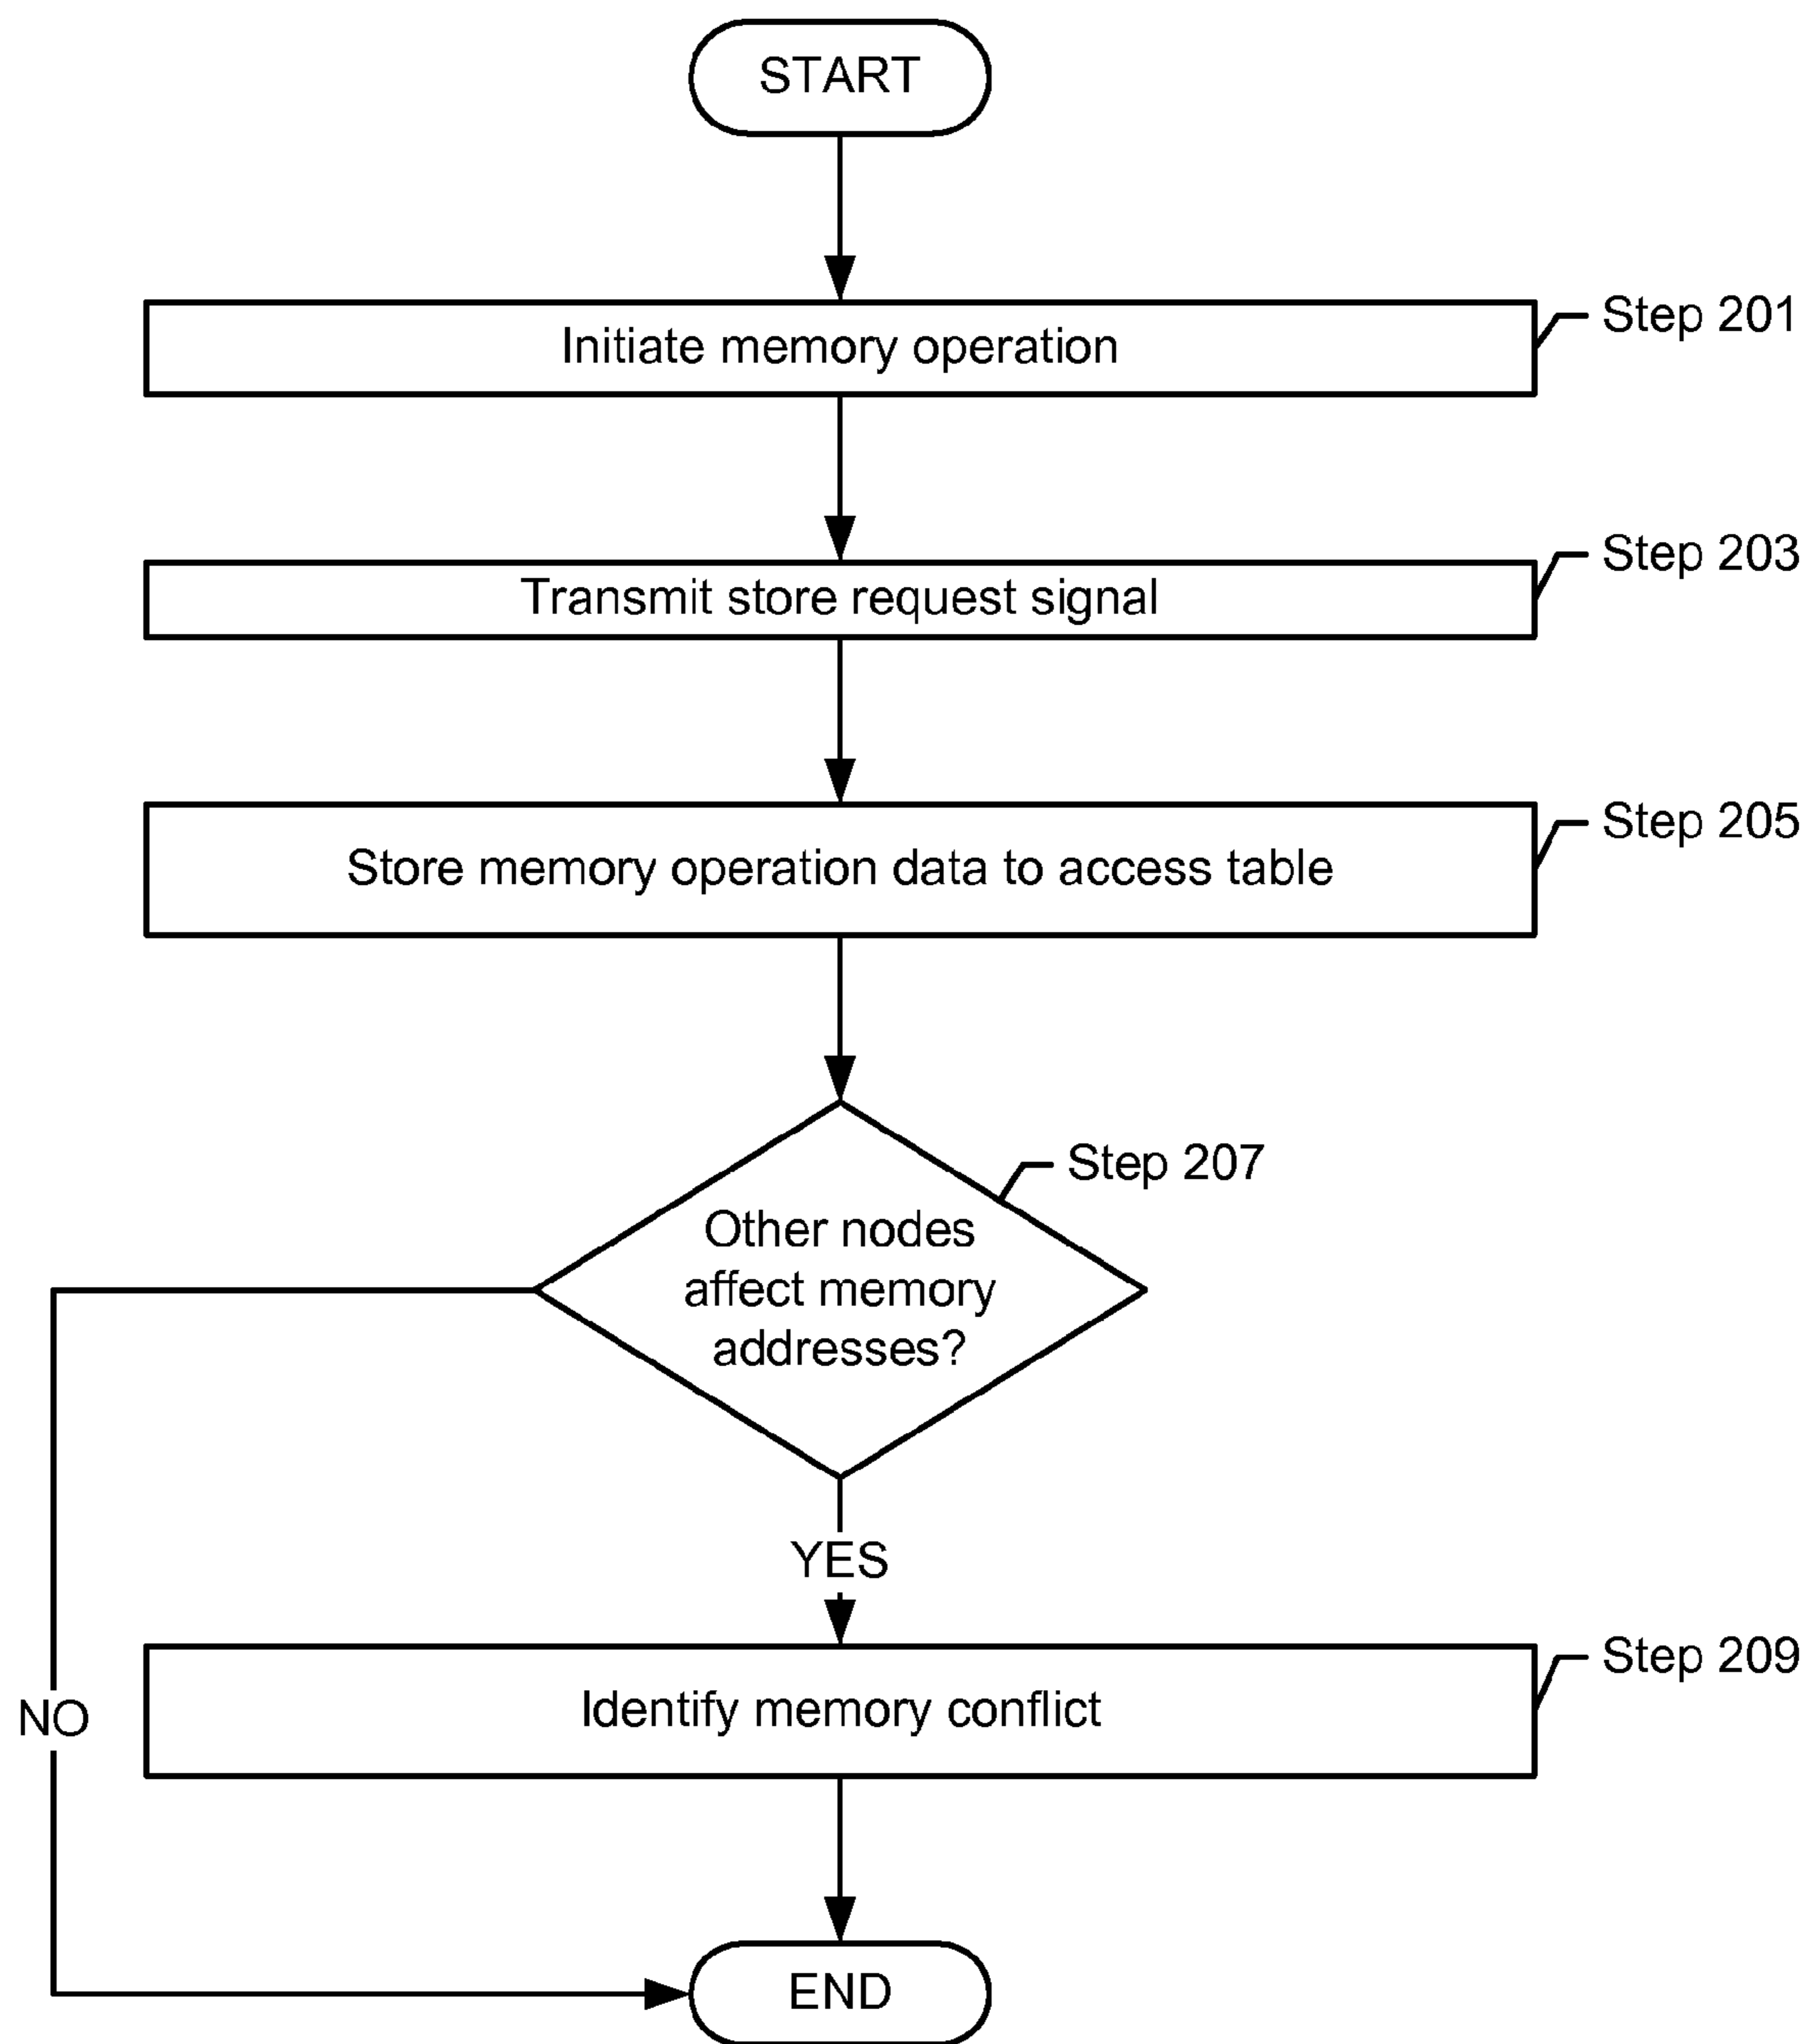 START
Initiate memory operation
Step 201
Transmit store request signal
Step 203
Store memory operation data to access table
Step 205
Step 207
Other nodes
affect memory
addresses?
YES
Identify memory conflict
Step 209
NO
END